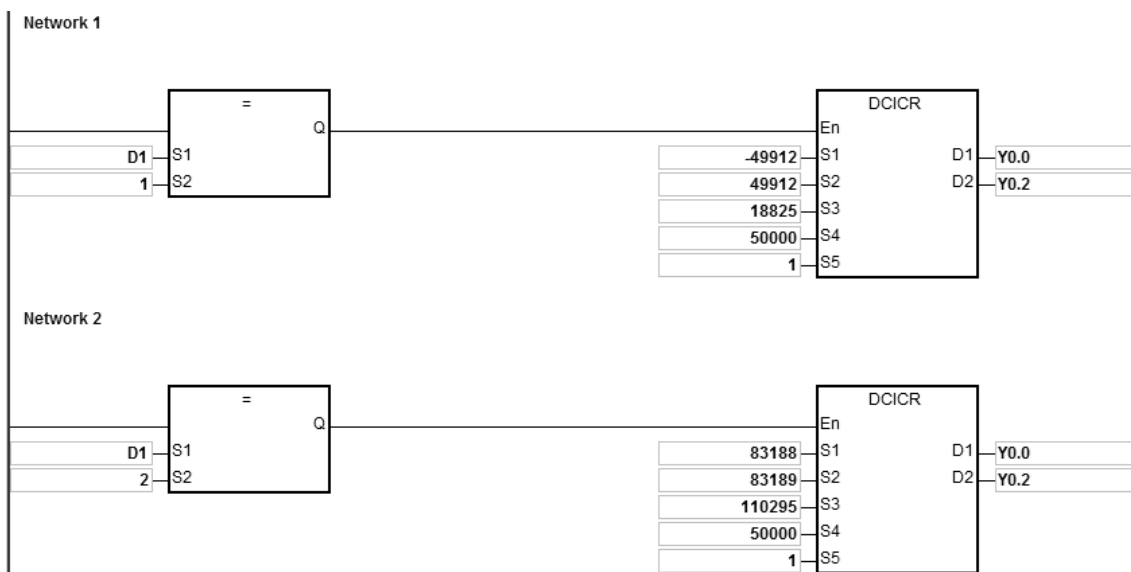 Network 1
= DCICR
Q En
D1 S1 -49912 S1 D1 Y0.0
1 S2 49912 S2 D2 Y0.2
18825 S3
50000 S4
1 S5
Network 2
= DCICR
Q En
D1 S1 83188 S1 D1 Y0.0
2 S2 83189 S2 D2 Y0.2
110295 S3
50000 S4
1 S5